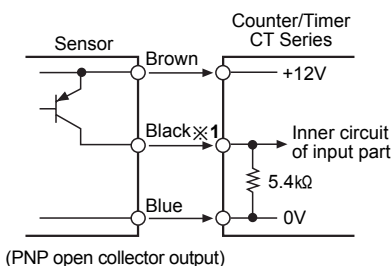 Counter/Timer
CT Series
Sensor
Brown
+12V
Black※1
Inner circuit
of input part
5.4kΩ
Blue
0V
(PNP open collector output)